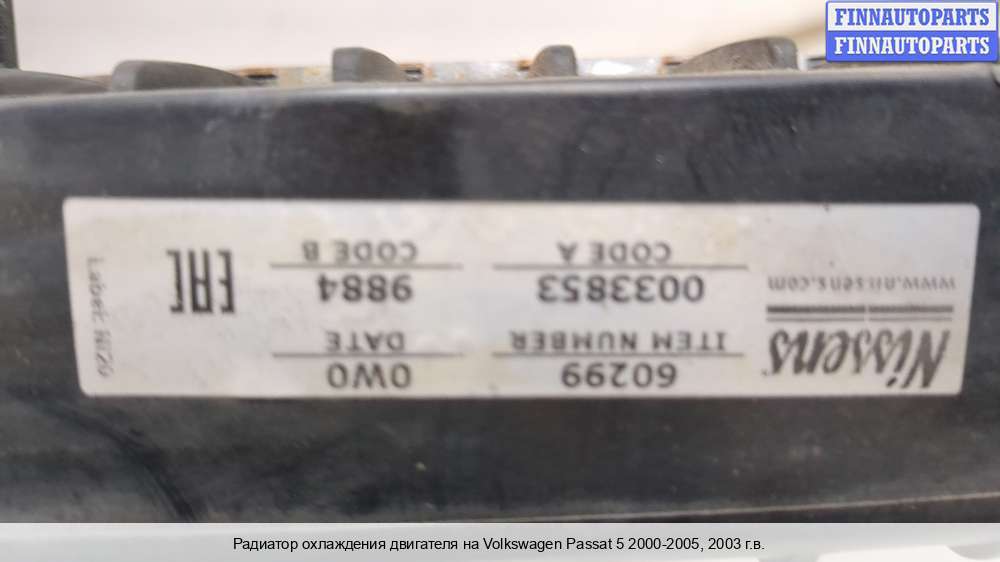 FINNAUTOPARTS
FINNAUTOPARTS
Nissens
www.nissens.com
60299
ITEM NUMBER
0033853
CODE A
0W0
DATE
9884
CODE B
EAC
Label: N020
Радиатор охлаждения двигателя на Volkswagen Passat 5 2000-2005, 2003 г.в.